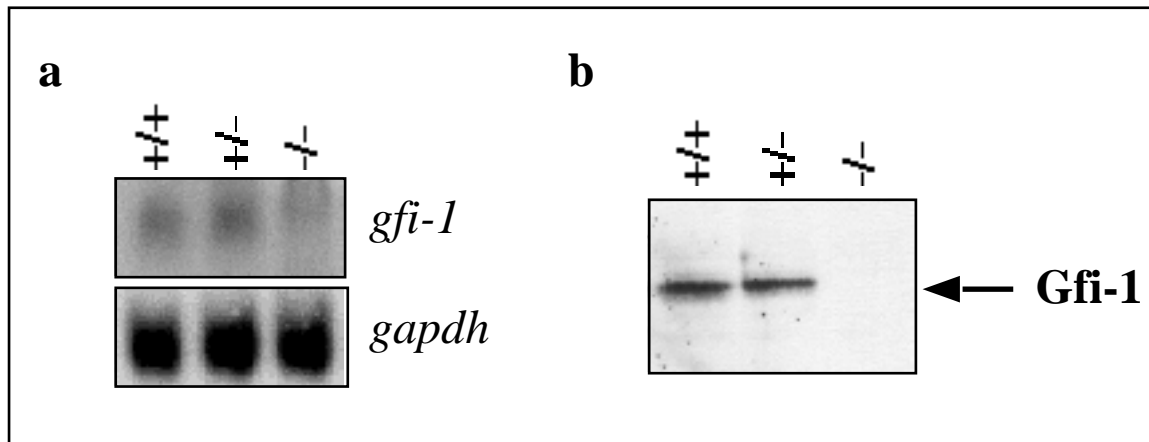 a
+/+ +/- -/-
gfi-1
gapdh
b
+/+ +/- -/-
Gfi-1